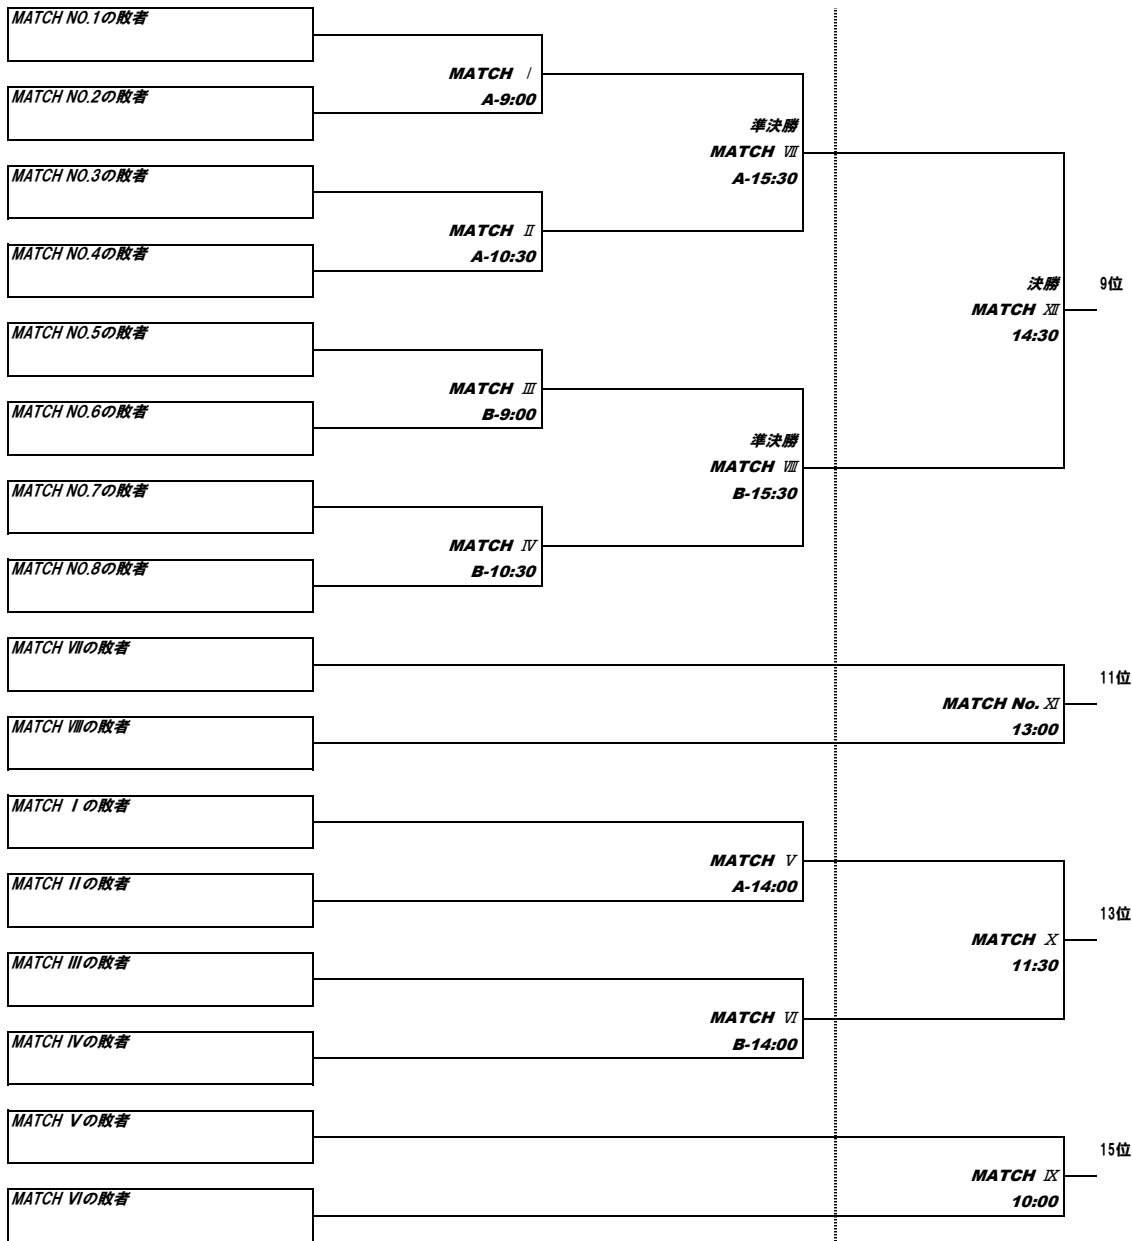 MATCH NO.1の敗者
MATCH Ⅰ
A-9:00
MATCH NO.2の敗者
準決勝
MATCH Ⅶ
A-15:30
MATCH NO.3の敗者
MATCH Ⅱ
A-10:30
MATCH NO.4の敗者
決勝
9位
MATCH Ⅻ
14:30
MATCH NO.5の敗者
MATCH Ⅲ
B-9:00
MATCH NO.6の敗者
準決勝
MATCH Ⅷ
B-15:30
MATCH NO.7の敗者
MATCH Ⅳ
B-10:30
MATCH NO.8の敗者
MATCH Ⅶの敗者
11位
MATCH No. Ⅺ
13:00
MATCH Ⅷの敗者
MATCH Ⅰの敗者
MATCH Ⅴ
A-14:00
MATCH IIの敗者
13位
MATCH Ⅹ
11:30
MATCH IIIの敗者
MATCH Ⅵ
B-14:00
MATCH IVの敗者
MATCH Vの敗者
15位
MATCH Ⅸ
10:00
MATCH VIの敗者